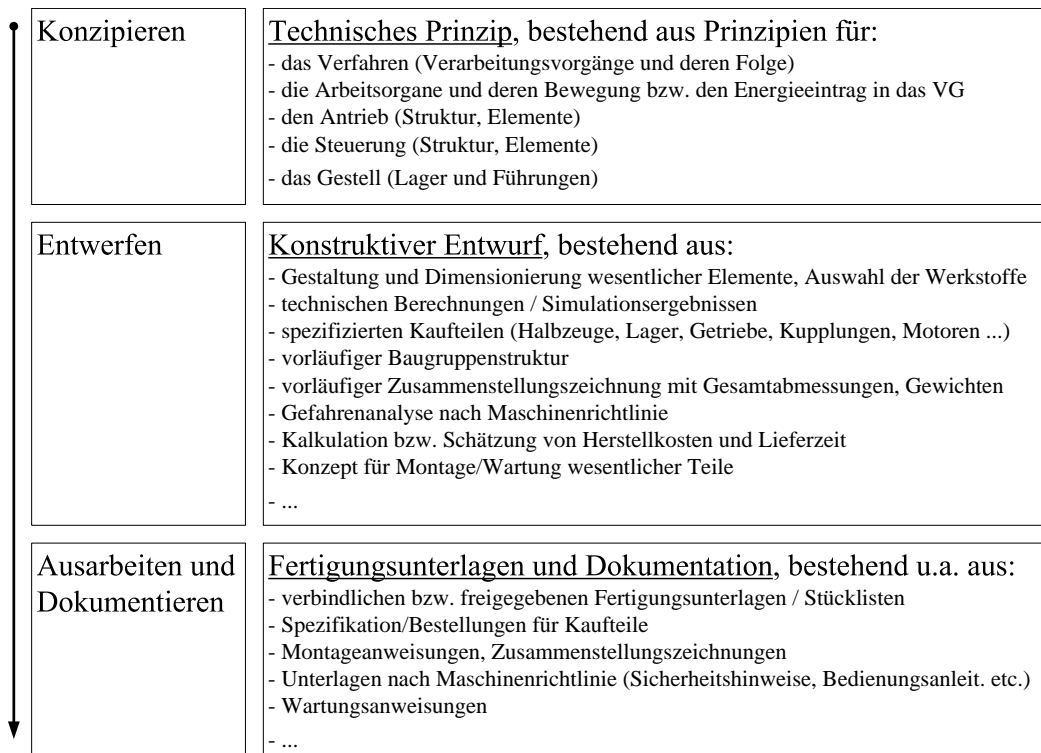 Konzipieren
Technisches Prinzip, bestehend aus Prinzipien für:
- das Verfahren (Verarbeitungsvorgänge und deren Folge)
- die Arbeitsorgane und deren Bewegung bzw. den Energieeintrag in das VG
- den Antrieb (Struktur, Elemente)
- die Steuerung (Struktur, Elemente)
- das Gestell (Lager und Führungen)
Entwerfen
Konstruktiver Entwurf, bestehend aus:
- Gestaltung und Dimensionierung wesentlicher Elemente, Auswahl der Werkstoffe
- technischen Berechnungen / Simulationsergebnissen
- spezifizierten Kaufteilen (Halbzeuge, Lager, Getriebe, Kupplungen, Motoren ...)
- vorläufiger Baugruppenstruktur
- vorläufiger Zusammenstellungszeichnung mit Gesamtabmessungen, Gewichten
- Gefahrenanalyse nach Maschinenrichtlinie
- Kalkulation bzw. Schätzung von Herstellkosten und Lieferzeit
- Konzept für Montage/Wartung wesentlicher Teile
- ...
Ausarbeiten und
Dokumentieren
Fertigungsunterlagen und Dokumentation, bestehend u.a. aus:
- verbindlichen bzw. freigegebenen Fertigungsunterlagen / Stücklisten
- Spezifikation/Bestellungen für Kaufteile
- Montageanweisungen, Zusammenstellungszeichnungen
- Unterlagen nach Maschinenrichtlinie (Sicherheitshinweise, Bedienungsanleit. etc.)
- Wartungsanweisungen
- ...